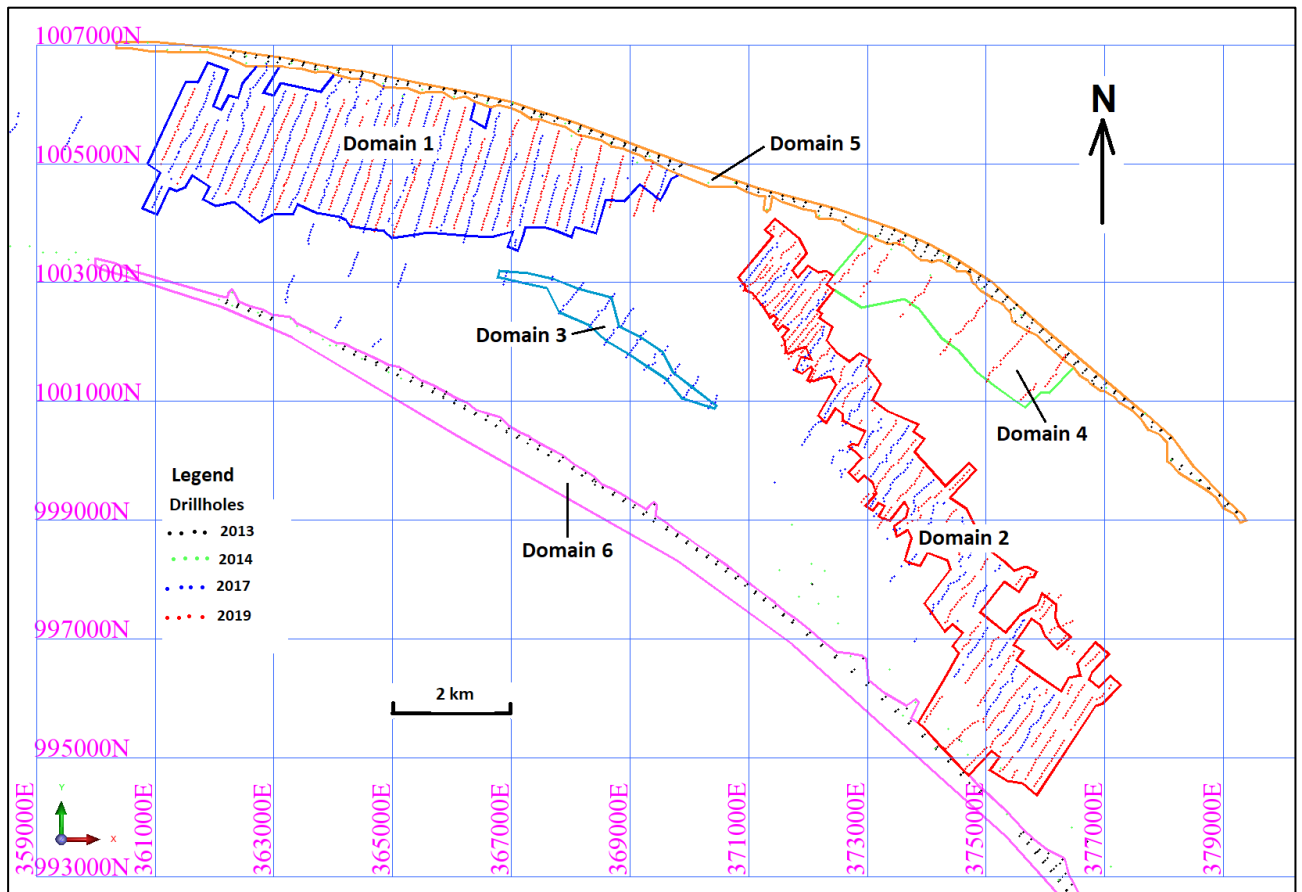 1007000N
N
Domain 1
Domain 5
1005000N
1003000N
Domain 3
1001000N
Domain 4
Legend
Drillholes
2013
999000N
Domain 2
Domain 6
2014
2017
2019
997000N
2 km
995000N
Y
X
993000N
359000E
361000E
363000E
365000E
367000E
369000E
371000E
373000E
375000E
377000E
379000E